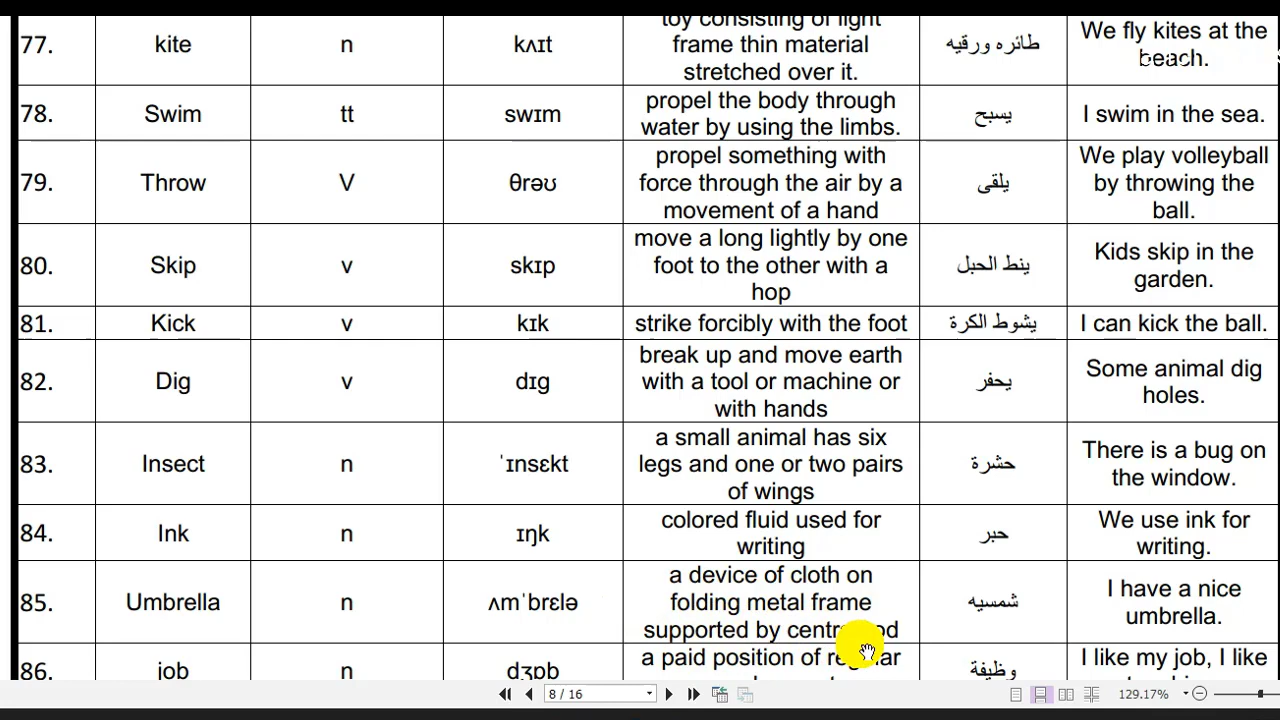 77. kite n kʌɪt toy consisting of light frame thin material stretched over it. طائره ورقيه We fly kites at the beach.
78. Swim tt swɪm propel the body through water by using the limbs. يسبح I swim in the sea.
79. Throw V θrəʊ propel something with force through the air by a movement of a hand يلقى We play volleyball by throwing the ball.
80. Skip v skɪp move a long lightly by one foot to the other with a hop ينط الحبل Kids skip in the garden.
81. Kick v kɪk strike forcibly with the foot يشوط الكرة I can kick the ball.
82. Dig v dɪg break up and move earth with a tool or machine or with hands يحفر Some animal dig holes.
83. Insect n ˈɪnsɛkt a small animal has six legs and one or two pairs of wings حشرة There is a bug on the window.
84. Ink n ɪŋk colored fluid used for writing حبر We use ink for writing.
85. Umbrella n ʌmˈbrɛlə a device of cloth on folding metal frame supported by شمسيه I have a nice umbrella.
86. job n dʒɒb a paid position of وظيفة I like my job, I like
8 / 16
129.17%